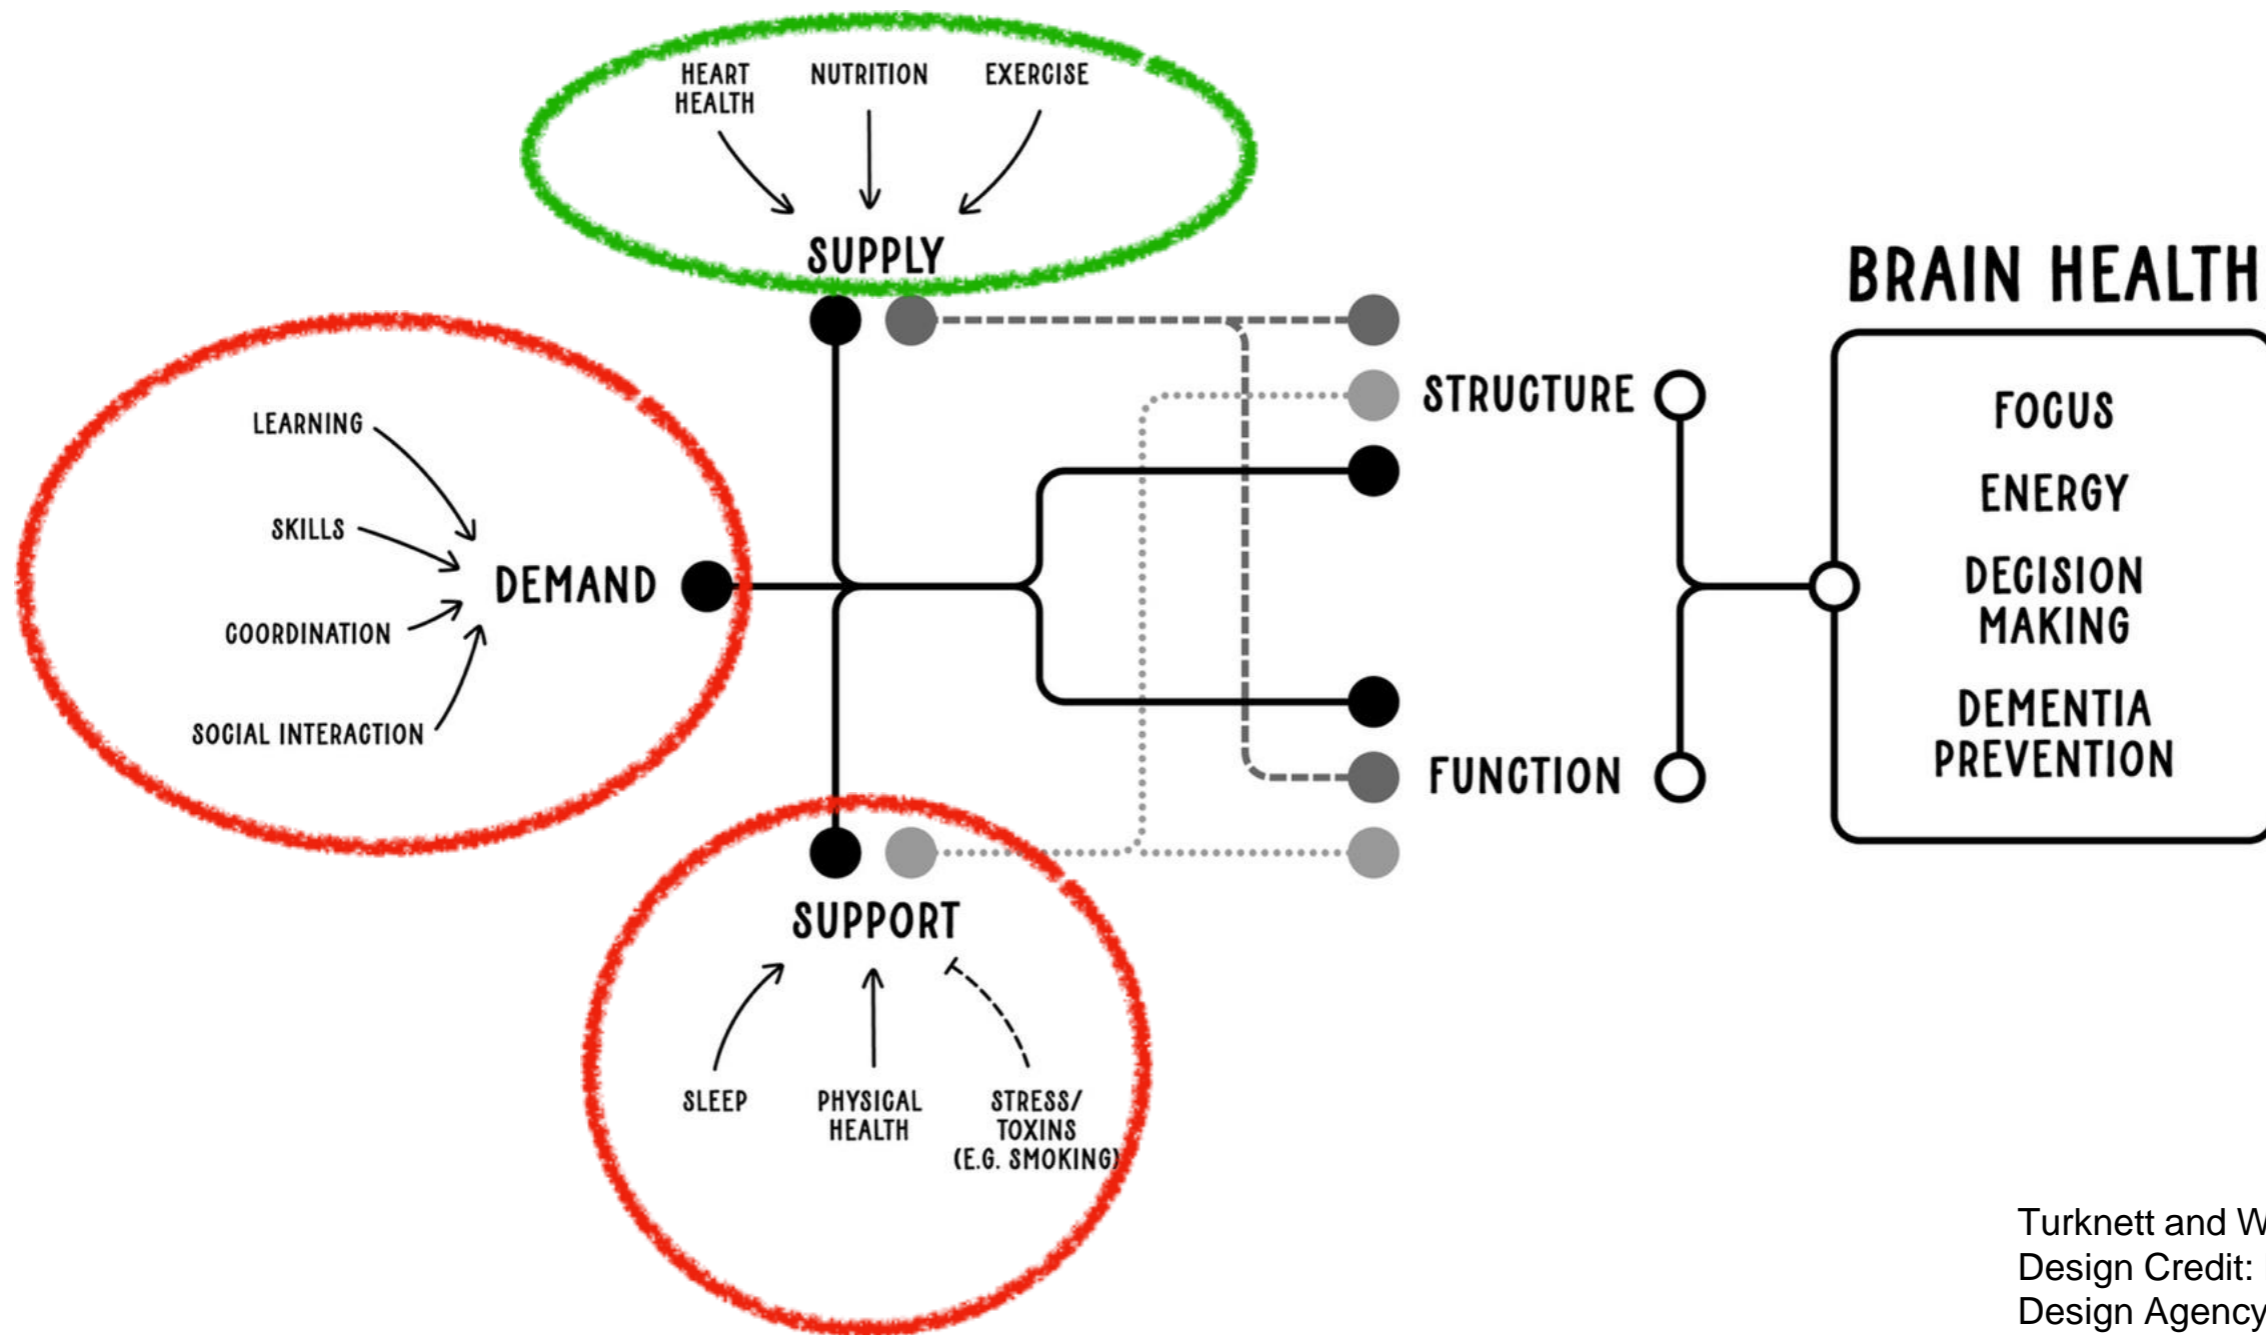 HEART
HEALTH
NUTRITION
EXERCISE
SUPPLY
LEARNING
SKILLS
COORDINATION
SOCIAL INTERACTION
DEMAND
SUPPORT
SLEEP
PHYSICAL
HEALTH
STRESS/
TOXINS
(E.G. SMOKING)
STRUCTURE
FUNCTION
BRAIN HEALTH
FOCUS
ENERGY
DECISION
MAKING
DEMENTIA
PREVENTION
Turknett and
Design Credit:
Design Agency